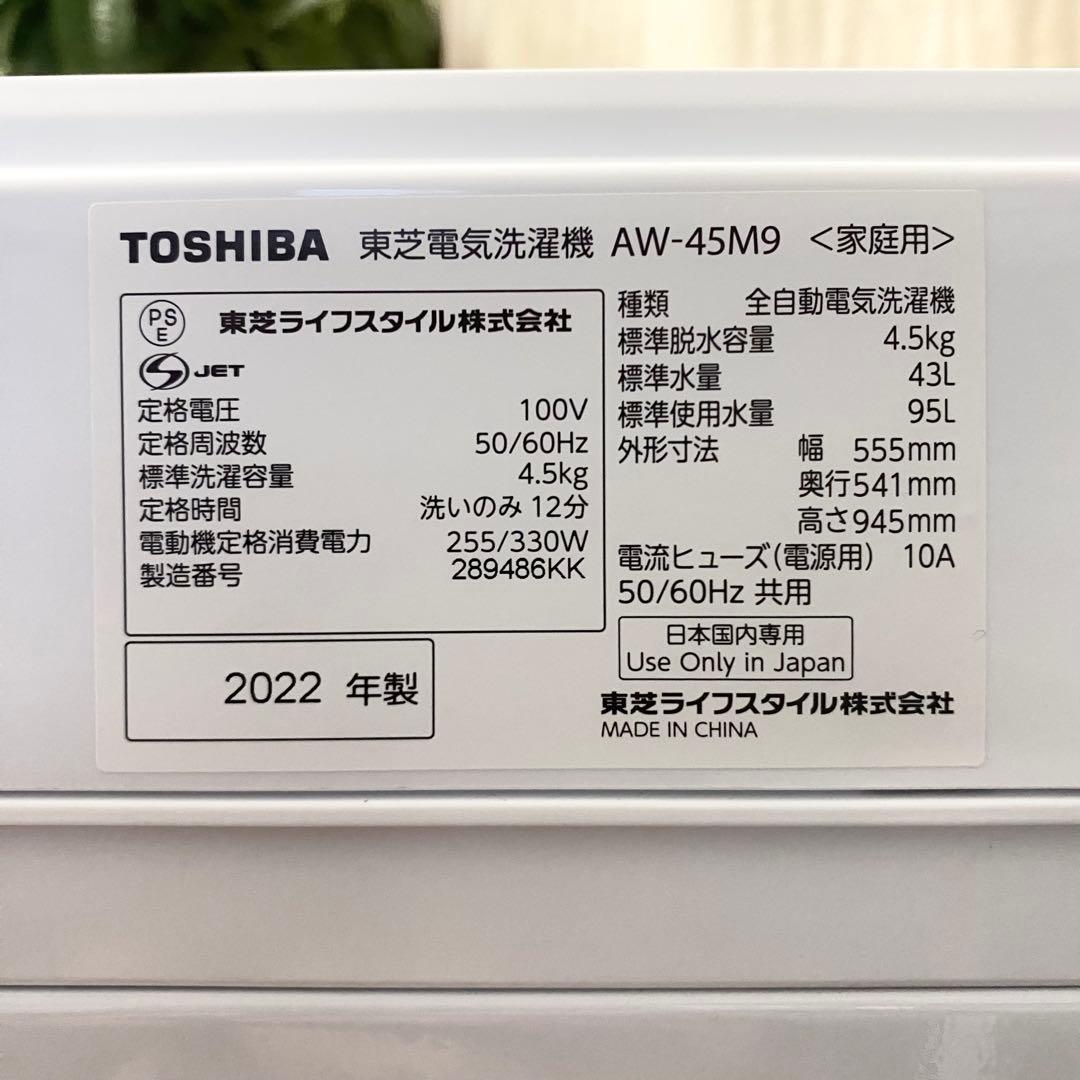 TOSHIBA 東芝電気洗濯機 AW-45M9 <家庭用>
PS
E
東芝ライフスタイル株式会社
S JET
定格電圧 100V
定格周波数 50/60Hz
標準洗濯容量 4.5kg
定格時間 洗いのみ 12分
電動機定格消費電力 255/330W
製造番号 289486KK
2022 年製
種類 全自動電気洗濯機
標準脱水容量 4.5kg
標準水量 43L
標準使用水量 95L
外形寸法 幅 555mm
奥行541mm
高さ945mm
電流ヒューズ(電源用) 10A
50/60Hz 共用
日本国内専用
Use Only in Japan
東芝ライフスタイル株式会社
MADE IN CHINA